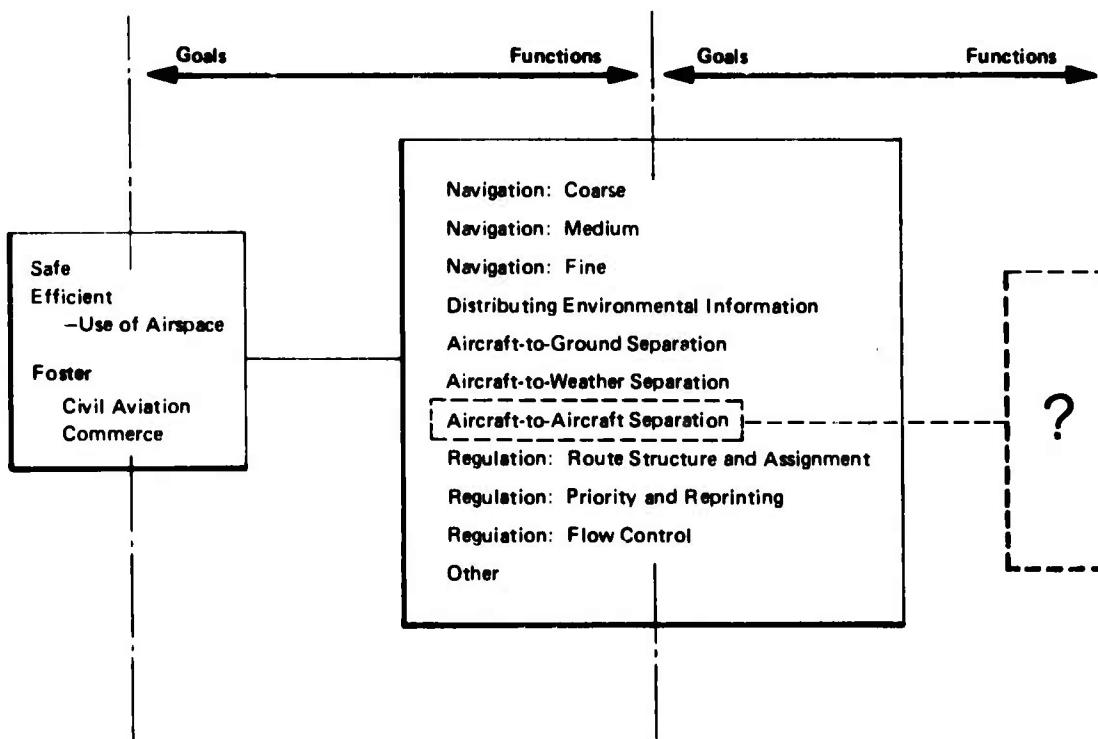 Goals Functions Goals Functions
Safe
Efficient
–Use of Airspace
Foster
Civil Aviation
Commerce
Navigation: Coarse
Navigation: Medium
Navigation: Fine
Distributing Environmental Information
Aircraft-to-Ground Separation
Aircraft-to-Weather Separation
Aircraft-to-Aircraft Separation
Regulation: Route Structure and Assignment
Regulation: Priority and Reprinting
Reguiation: Flow Control
Other
?